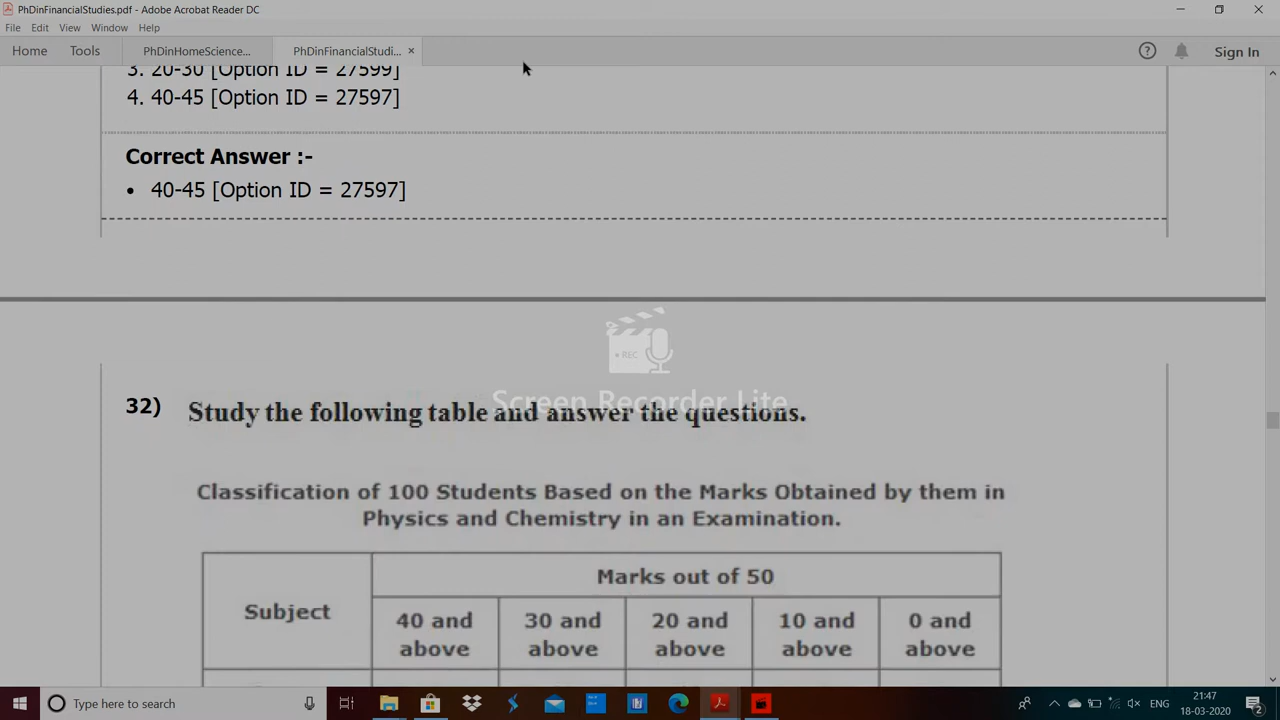 PhDinFinancialStudies.pdf - Adobe Acrobat Reader DC
File Edit View Window Help
Home Tools PhDinHomeScience... PhDinFinancialStudi... ×
Sign In
3. 20-30 [Option ID = 27599]
4. 40-45 [Option ID = 27597]
Correct Answer :-
• 40-45 [Option ID = 27597]
REC
Screen Recorder Lite
32) Study the following table and answer the questions.
Classification of 100 Students Based on the Marks Obtained by them in
Physics and Chemistry in an Examination.
Subject
Marks out of 50
40 and above
30 and above
20 and above
10 and above
0 and above
Type here to search
ENG
21:47
18-03-2020
2